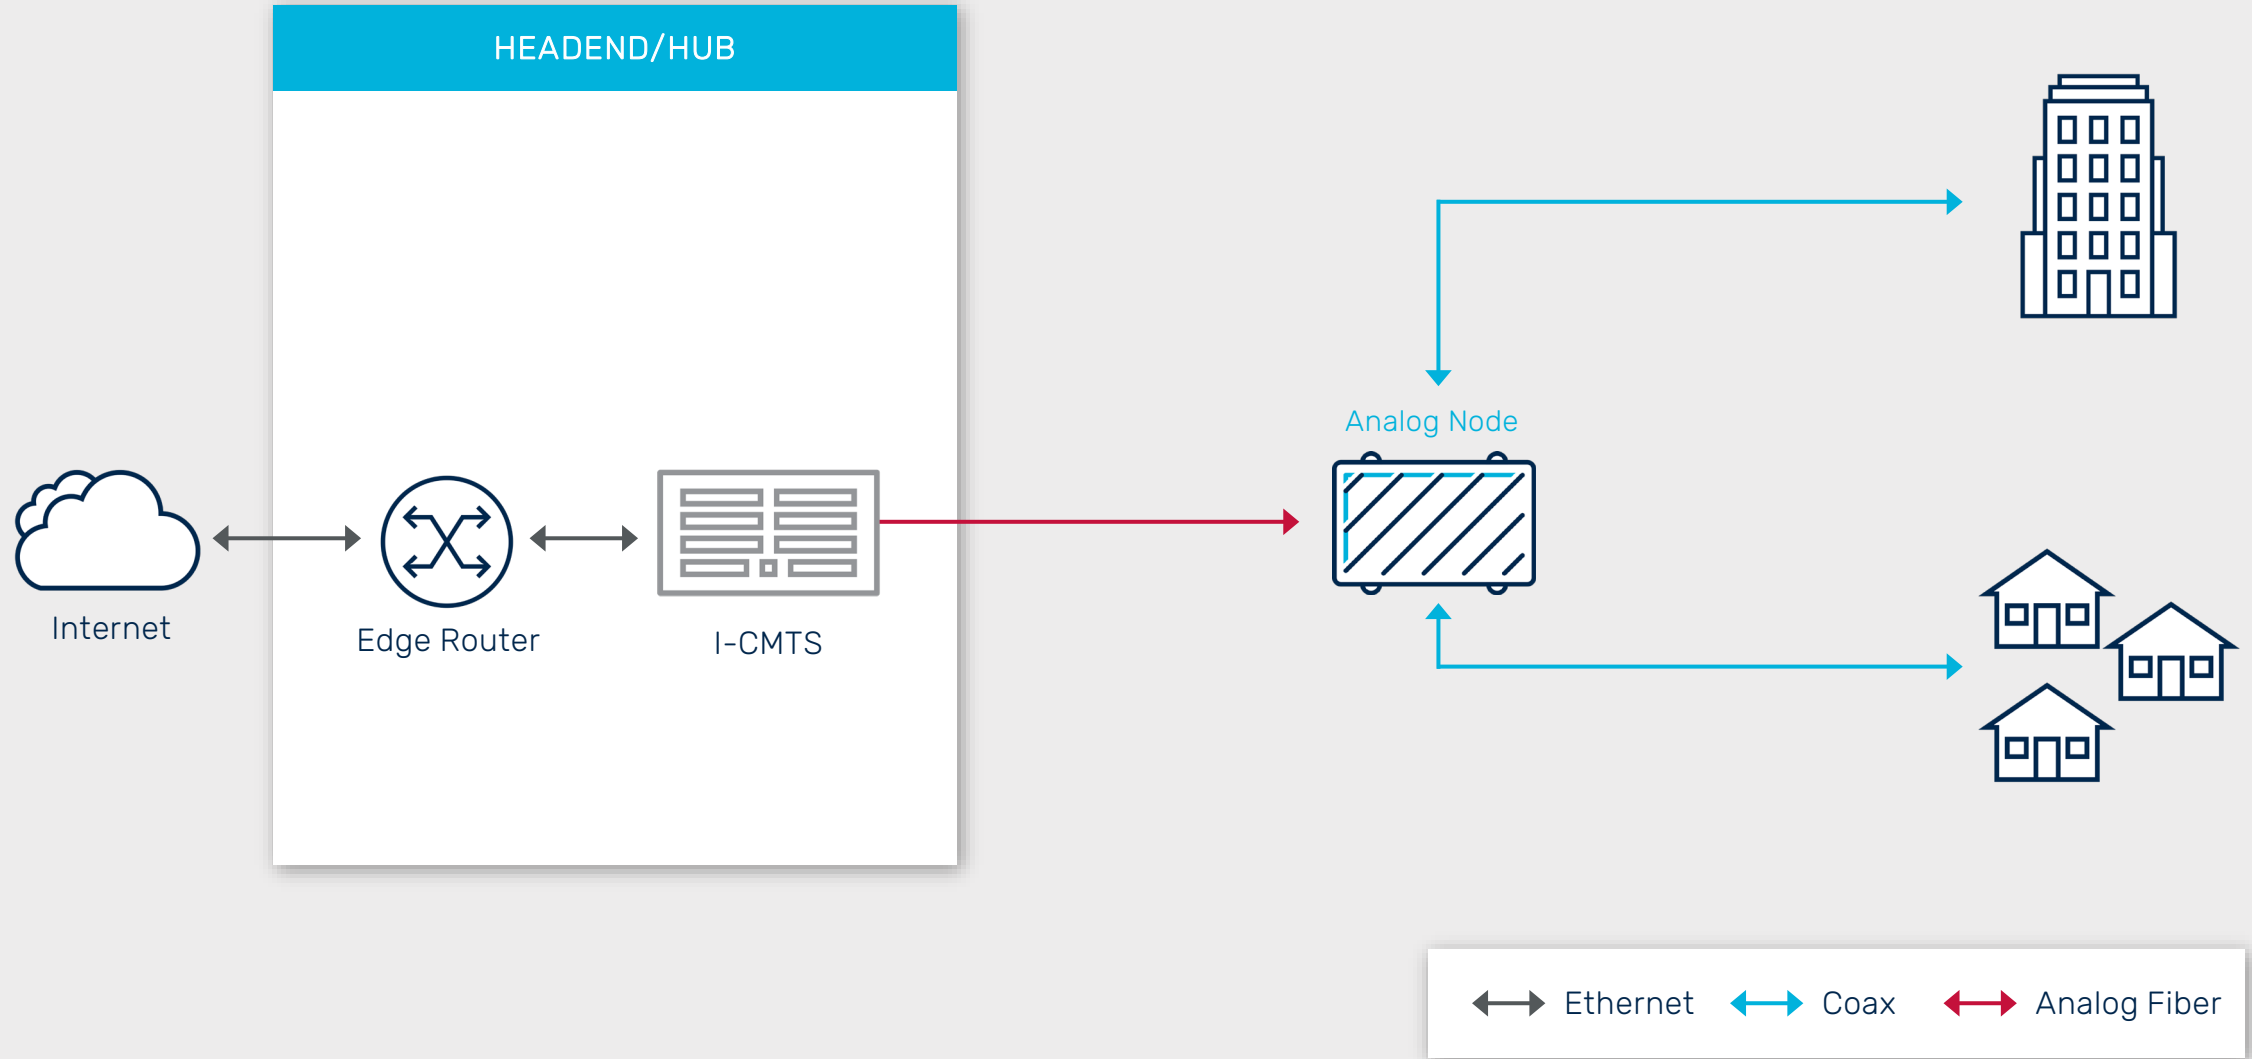 HEADEND/HUB
Analog Node
Internet
Edge Router
I-CMTS
Ethernet
Coax
Analog Fiber